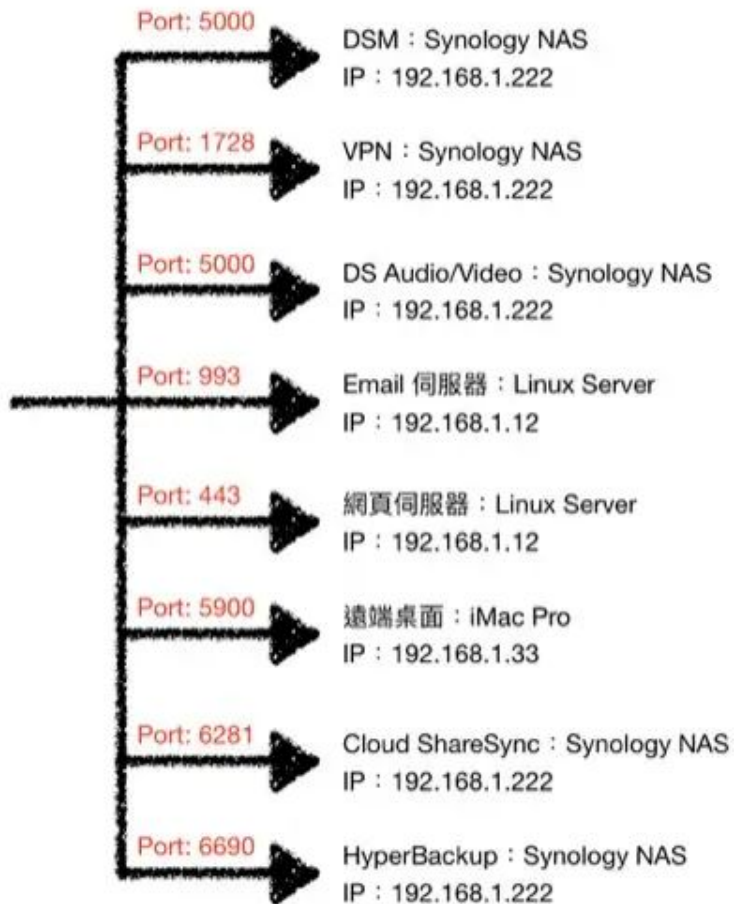 Port: 5000
DSM：Synology NAS
IP：192.168.1.222
Port: 1728
VPN：Synology NAS
IP：192.168.1.222
Port: 5000
DS Audio/Video：Synology NAS
IP：192.168.1.222
Port: 993
Email 伺服器：Linux Server
IP：192.168.1.12
Port: 443
網頁伺服器：Linux Server
IP：192.168.1.12
Port: 5900
遠端桌面：iMac Pro
IP：192.168.1.33
Port: 6281
Cloud ShareSync：Synology NAS
IP：192.168.1.222
Port: 6690
HyperBackup：Synology NAS
IP：192.168.1.222